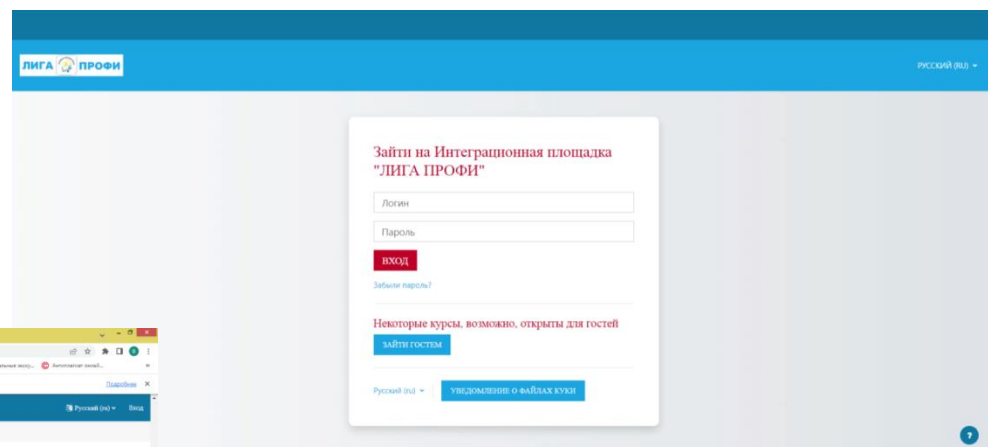 ЛИГА ПРОФИ
РУССКИЙ (RU)
Зайти на Интеграционная площадка
"ЛИГА ПРОФИ"
Логин
Пароль
ВХОД
Забыли пароль?
Некоторые курсы, возможно, открыты для гостей
ЗАЙТИ ГОСТЕМ
Русский (ru)
УВЕДОМЛЕНИЕ О ФАЙЛАХ КУКИ
?
Подробнее
Русский (ru) Вход